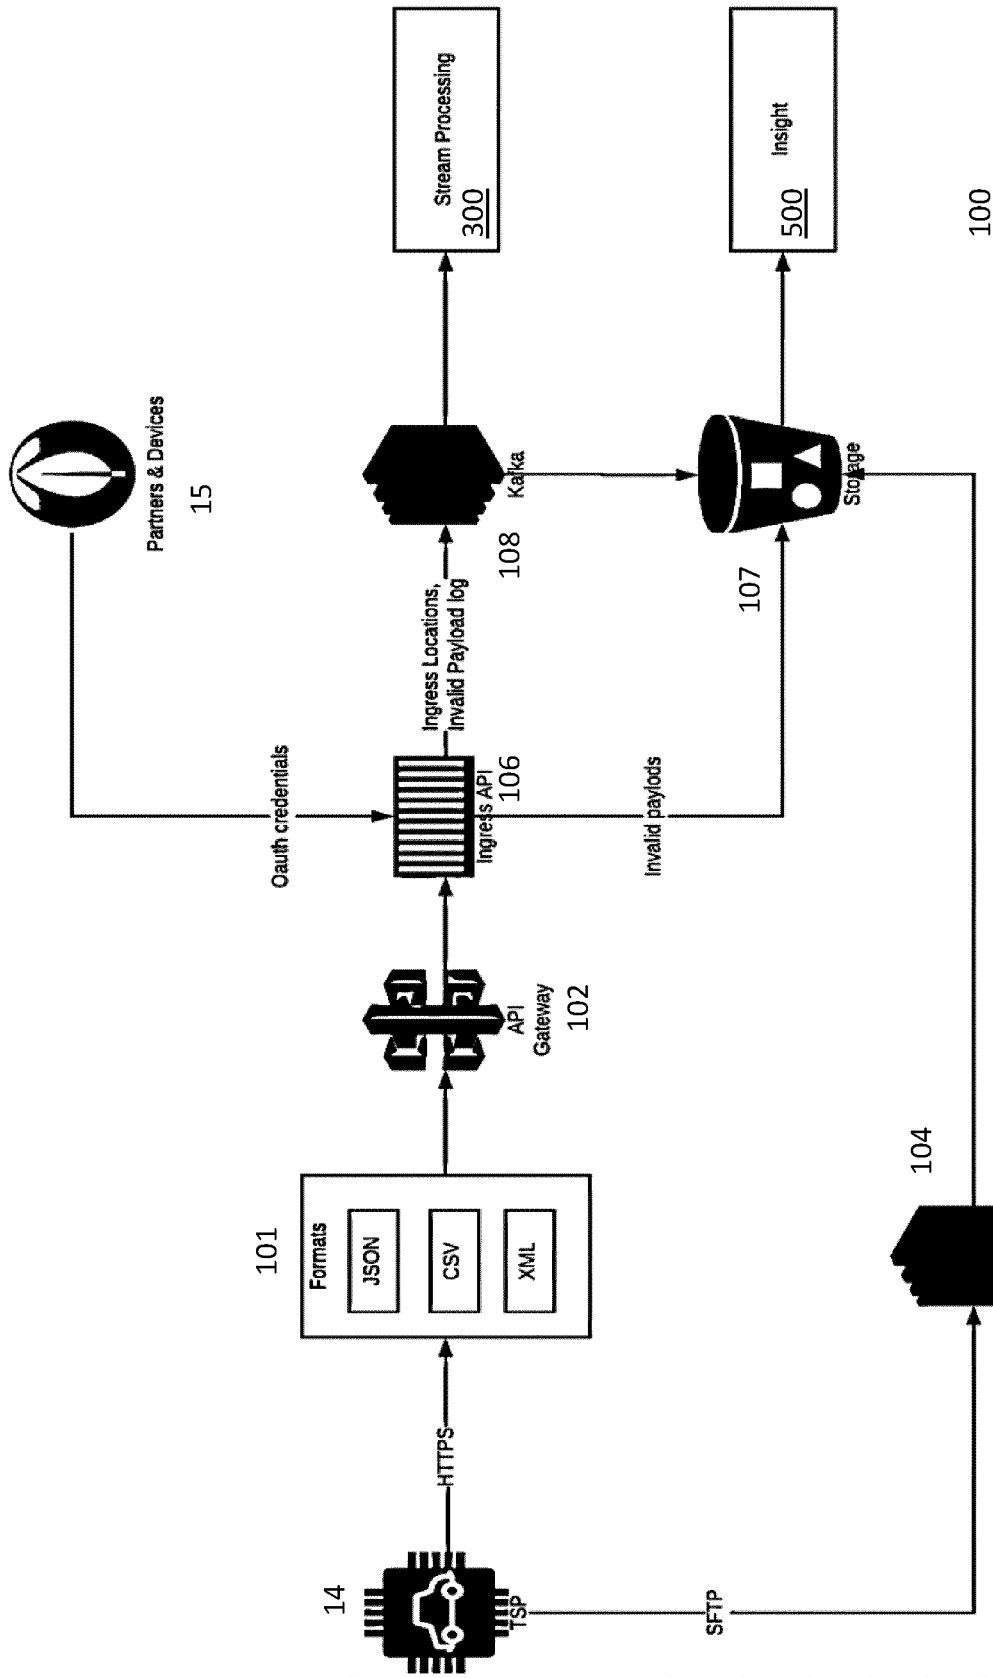 Partners & Devices
15
Oauth credentials
14
TSP
HTTPS
101
Formats
JSON
CSV
XML
API
Gateway
102
Ingress API
106
Ingress Locations,
Invalid Payload log
Kafka
108
Stream Processing
300
Invalid paylods
107
Storage
Insight
500
SFTP
104
100